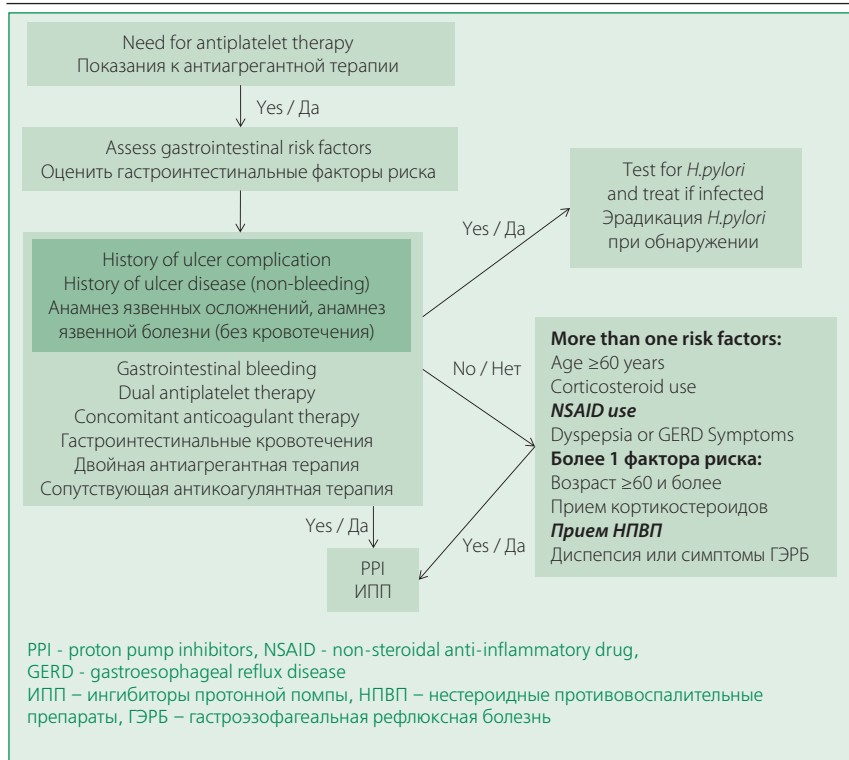 Need for antiplatelet therapy
Показания к антиагрегантной терапии
Yes / Да
Assess gastrointestinal risk factors
Оценить гастроинтестинальные факторы риска
History of ulcer complication
History of ulcer disease (non-bleeding)
Анамнез язвенных осложнений, анамнез
язвенной болезни (без кровотечения)
Gastrointestinal bleeding
Dual antiplatelet therapy
Concomitant anticoagulant therapy
Гастроинтестинальные кровотечения
Двойная антиагрегантная терапия
Сопутствующая антикоагулянтная терапия
Yes / Да
Test for H.pylori
and treat if infected
Эрадикация H.pylori
при обнаружении
No / Нет
More than one risk factors:
Age ≥60 years
Corticosteroid use
NSAID use
Dyspepsia or GERD Symptoms
Более 1 фактора риска:
Возраст ≥60 и более
Прием кортикостероидов
Прием НПВП
Диспепсия или симптомы ГЭРБ
Yes / Да
Yes / Да
PPI
ИПП
PPI - proton pump inhibitors, NSAID - non-steroidal anti-inflammatory drug,
GERD - gastroesophageal reflux disease
ИПП – ингибиторы протонной помпы, НПВП – нестероидные противовоспалительные
препараты, ГЭРБ – гастроэзофагеальная рефлюксная болезнь